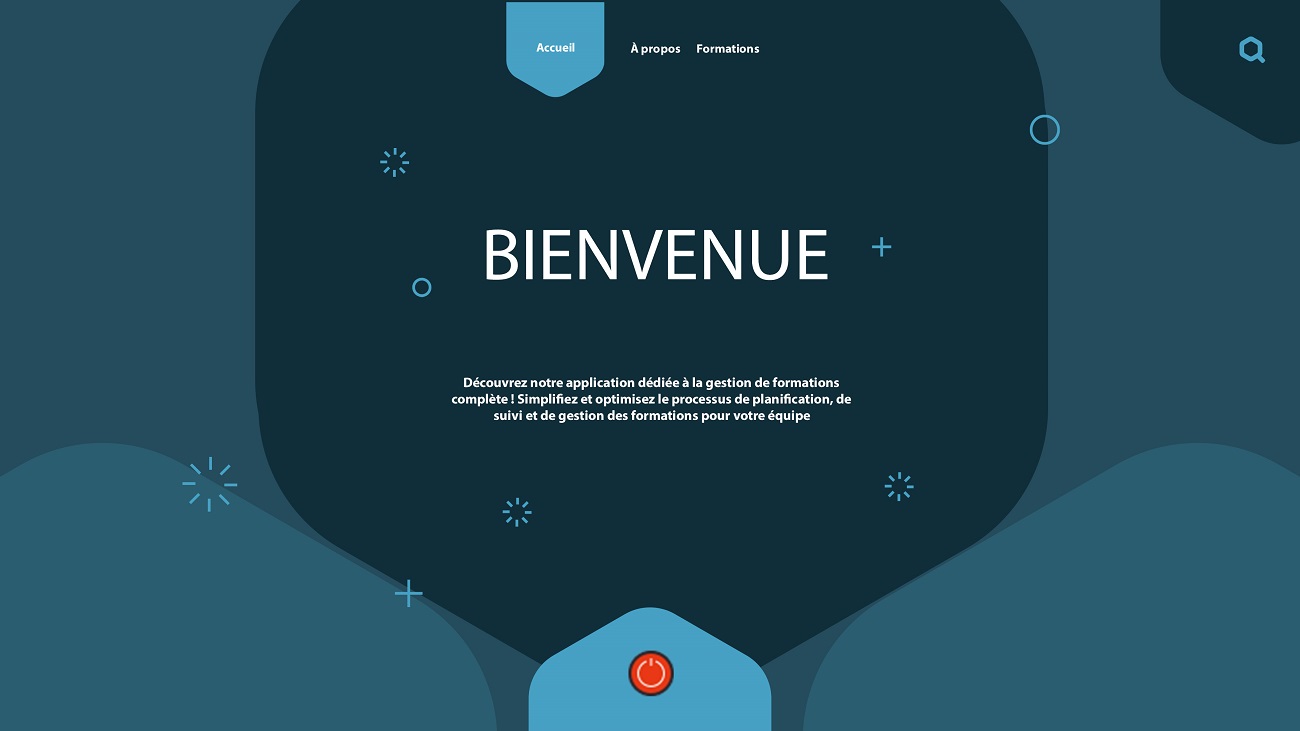 Accueil À propos Formations
BIENVENUE
Découvrez notre application dédiée à la gestion de formations
complète ! Simplifiez et optimisez le processus de planification, de
suivi et de gestion des formations pour votre équipe